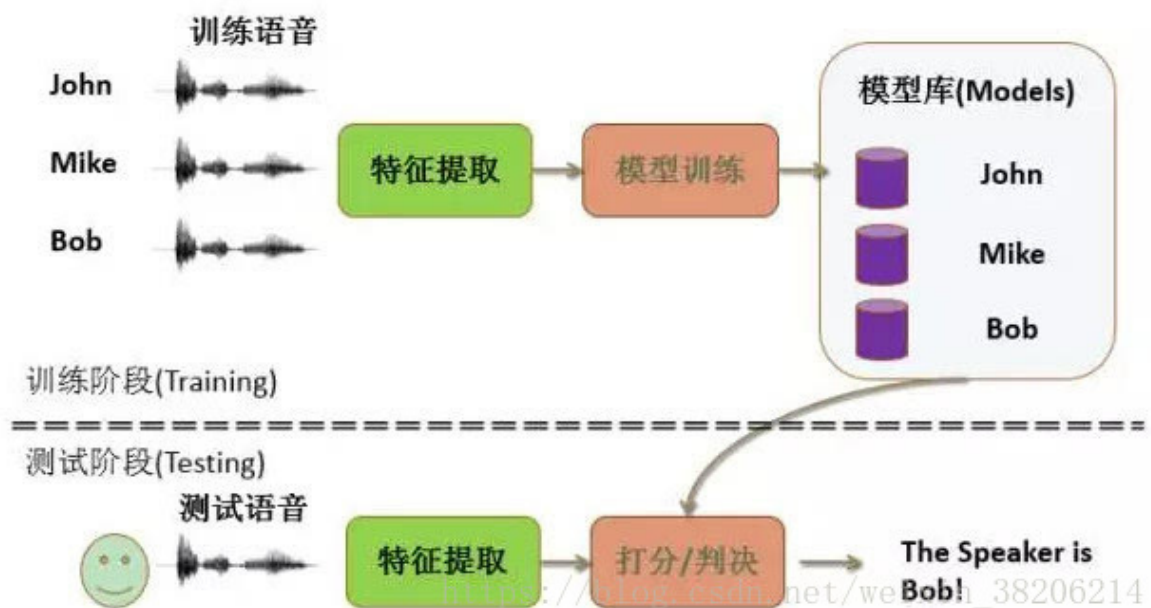 训练语音
John
Mike
Bob
特征提取
模型训练
模型库(Models)
John
Mike
Bob
训练阶段(Training)
测试阶段(Testing)
测试语音
特征提取
打分/判决
The Speaker is
Bob!